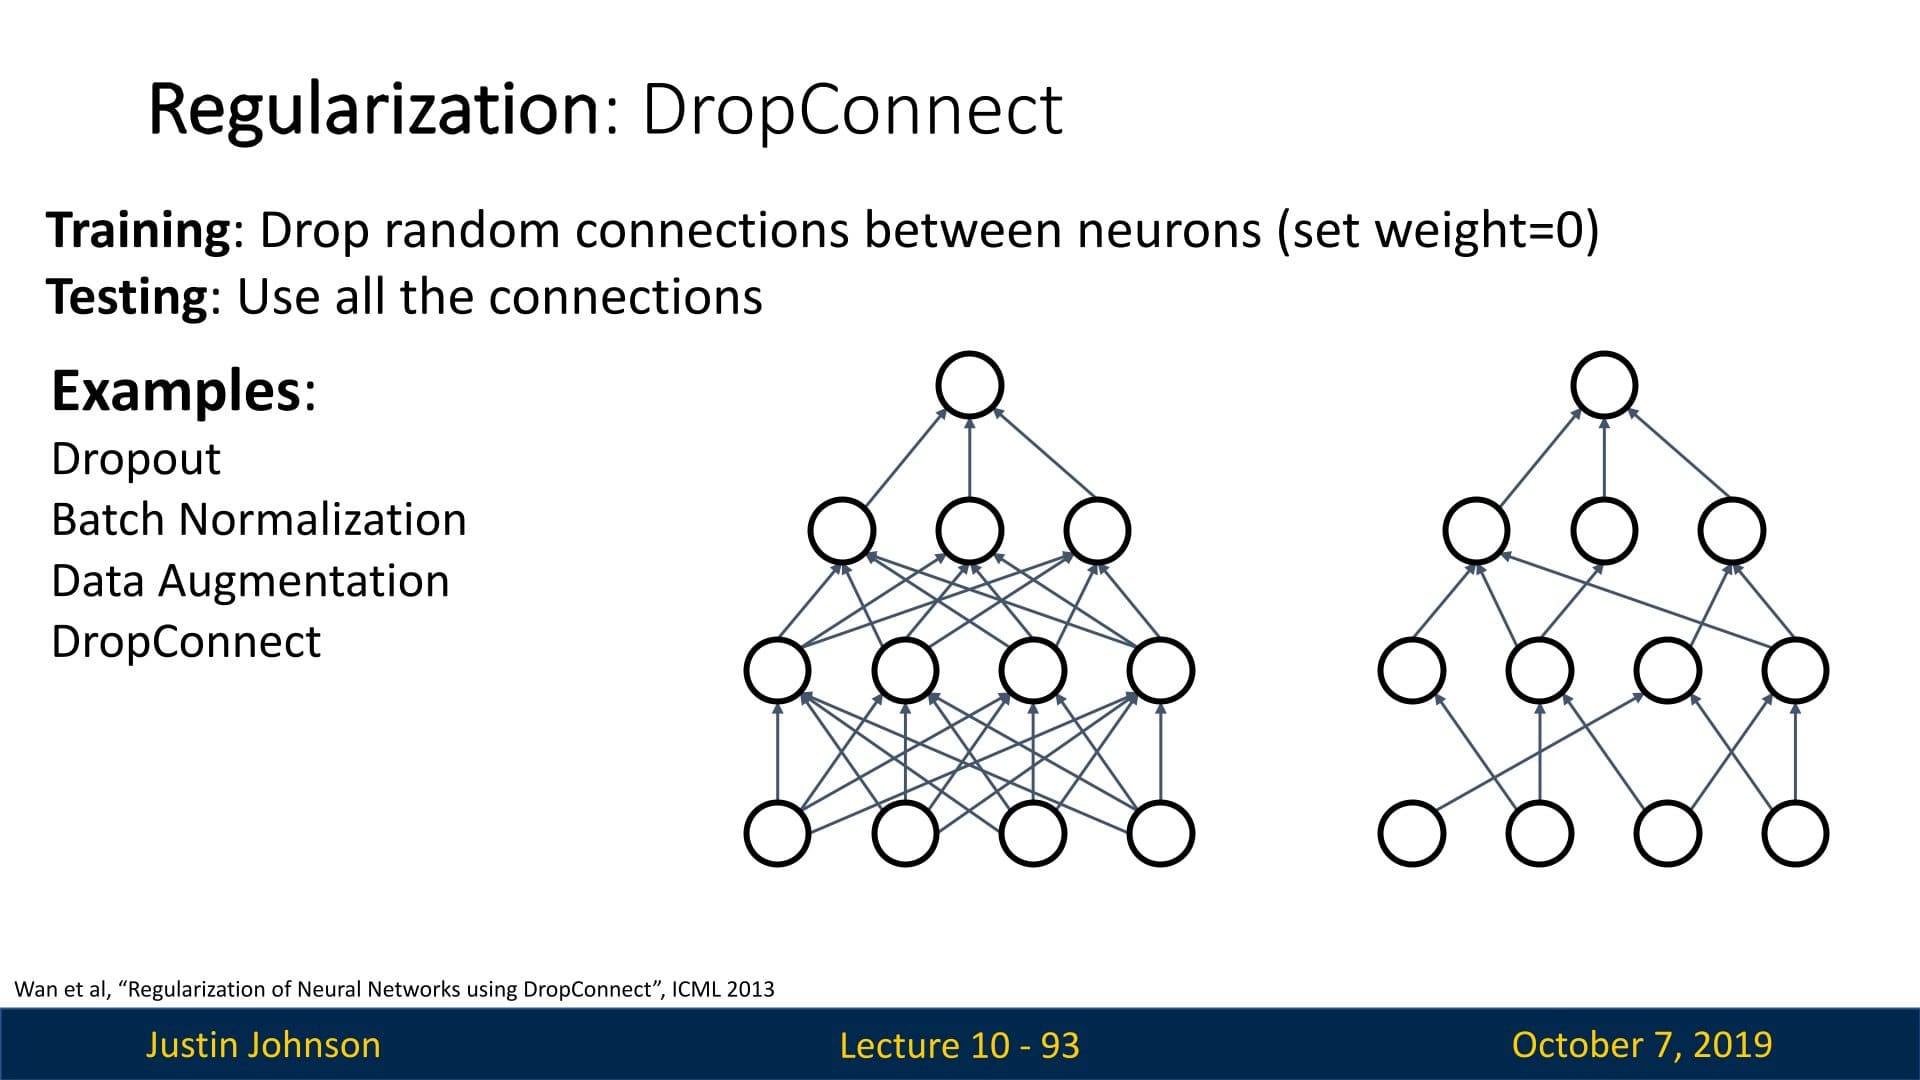 Regularization: DropConnect
Training: Drop random connections between neurons (set weight=0)
Testing: Use all the connections
Examples:
Dropout
Batch Normalization
Data Augmentation
DropConnect
Wan et al, “Regularization of Neural Networks using DropConnect”, ICML 2013
Justin Johnson
Lecture 10 - 93
October 7, 2019